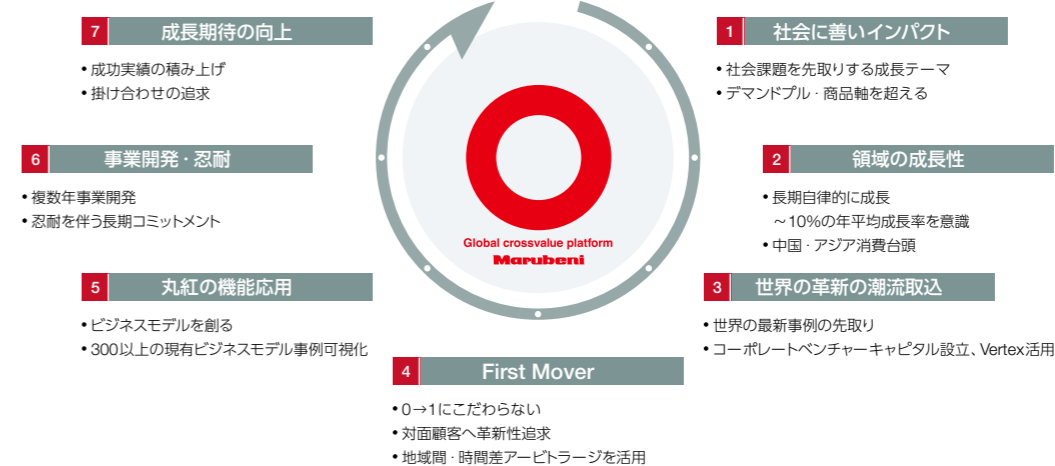 1 社会に善いインパクト
•社会課題を先取りする成長テーマ
•デマンドプル・商品軸を超える
2 領域の成長性
•長期自律的に成長
～10%の年平均成長率を意識
•中国・アジア消費台頭
3 世界の革新の潮流取込
•世界の最新事例の先取り
•コーポレートベンチャーキャピタル設立、Vertex活用
4 First Mover
•0→1にこだわらない
•対面顧客へ革新性追求
•地域間・時間差アービトラージを活用
5 丸紅の機能応用
•ビジネスモデルを創る
•300以上の現有ビジネスモデル事例可視化
6 事業開発・忍耐
•複数年事業開発
•忍耐を伴う長期コミットメント
7 成長期待の向上
•成功実績の積み上げ
•掛け合わせの追求
Global crossvalue platform
Marubeni